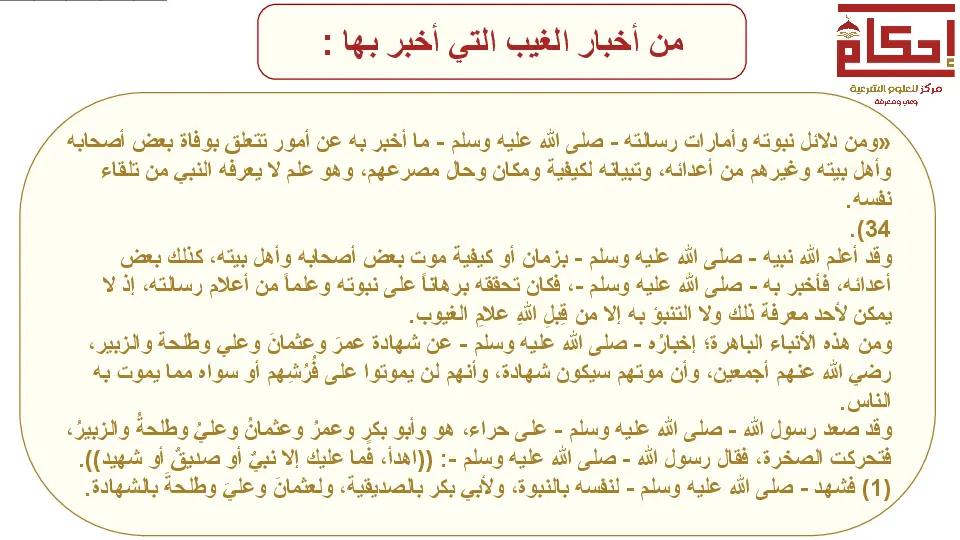 من أخبار الغيب التي أخبر بها :
إحكام
مركز للعلوم الشرعية
وعي ومعرفة
«ومن دلائل نبوته وأمارات رسالته - صلى الله عليه وسلم - ما أخبر به عن أمور تتعلق بوفاة بعض أصحابه
وأهل بيته وغيرهم من أعدائه، وتبيانه لكيفية ومكان وحال مصرعهم، وهو علم لا يعرفه النبي من تلقاء
نفسه.
34).
وقد أعلم الله نبيه - صلى الله عليه وسلم - بزمان أو كيفية موت بعض أصحابه وأهل بيته، كذلك بعض
أعدائه، فأخبر به - صلى الله عليه وسلم -، فكان تحققه برهاناً على نبوته وعلماً من أعلام رسالته، إذ لا
يمكن لأحد معرفة ذلك ولا التنبؤ به إلا من قِبلِ اللهِ علامِ الغيوب.
ومن هذه الأنباء الباهرة؛ إخبارُه - صلى الله عليه وسلم - عن شهادة عمرَ وعثمانَ وعلي وطلحة والزبير،
رضي الله عنهم أجمعين، وأن موتهم سيكون شهادة، وأنهم لن يموتوا على فُرُشِهم أو سواه مما يموت به
الناس.
وقد صعد رسول الله - صلى الله عليه وسلم - على حراء، هو وأبو بكرٍ وعمرُ وعثمانُ وعليُ وطلحةُ والزبيرُ،
فتحركت الصخرة، فقال رسول الله - صلى الله عليه وسلم -: ((اهدأ، فما عليك إلا نبيٌ أو صديقٌ أو شهيد)).
(1) فشهد - صلى الله عليه وسلم - لنفسه بالنبوة، ولأبي بكر بالصديقية، ولعثمانَ وعليَ وطلحةَ بالشهادة.